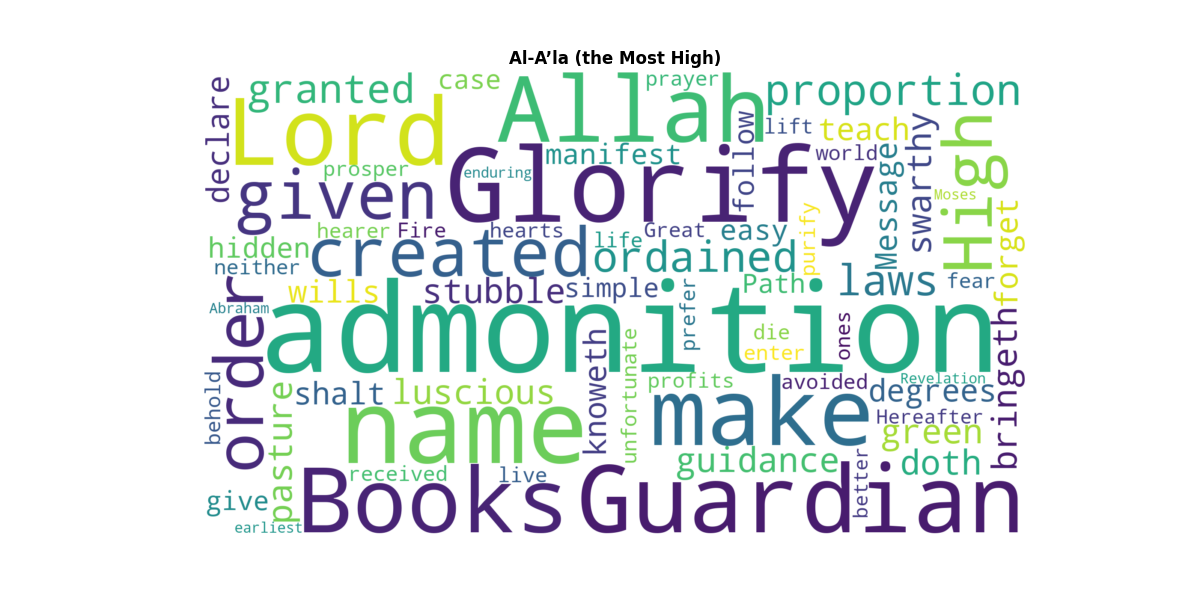 Al-A’la (the Most High)
declare
granted
case
Allah
prayer
proportion
Lord
lift
teach
swarthy
High
follow
manifest
world
Message
prosper
enduring
Glorify
given
Moses
purify
forget
hearer
Fire
hearts
Great
easy
hidden
created
life
ordained
neither
wills
stubble
simple
Path
laws
fear
Abraham
order
admonition
prefer
die
enter
ones
bringeth
behold
pasture
shalt
luscious
knoweth
unfortunate
profits
avoided
Revelation
degrees
name
make
Hereafter
green
received
live
guidance
better
doth
give
earliest
Books
Guardian